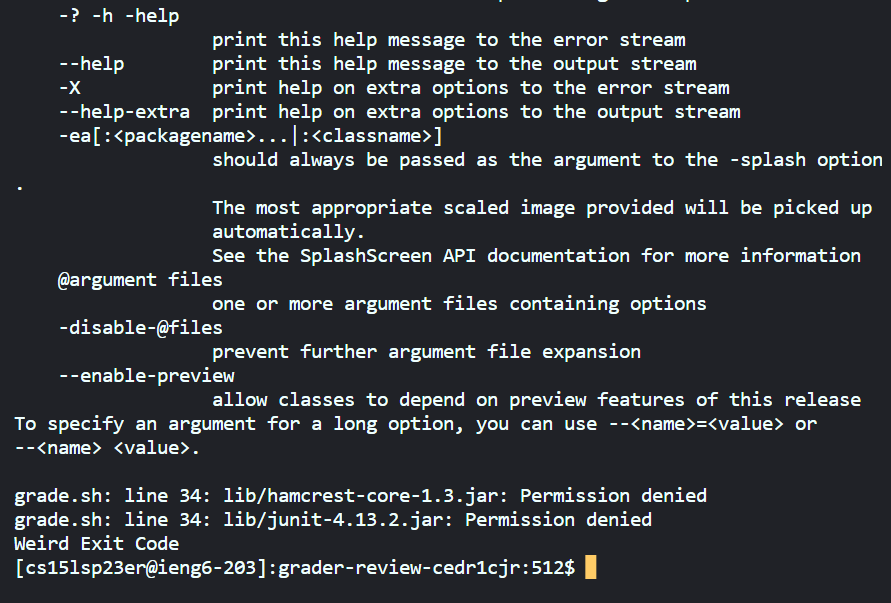 -? -h -help
print this help message to the error stream
--help print this help message to the output stream
-X print help on extra options to the error stream
--help-extra print help on extra options to the output stream
-ea[:<packagename>...|:<classname>]
should always be passed as the argument to the -splash option
.
The most appropriate scaled image provided will be picked up
automatically.
See the SplashScreen API documentation for more information
@argument files
one or more argument files containing options
-disable-@files
prevent further argument file expansion
--enable-preview
allow classes to depend on preview features of this release
To specify an argument for a long option, you can use --<name>=<value> or
--<name> <value>.
grade.sh: line 34: lib/hamcrest-core-1.3.jar: Permission denied
grade.sh: line 34: lib/junit-4.13.2.jar: Permission denied
Weird Exit Code
[cs15lsp23er@ieng6-203]:grader-review-cedr1cjr:512$